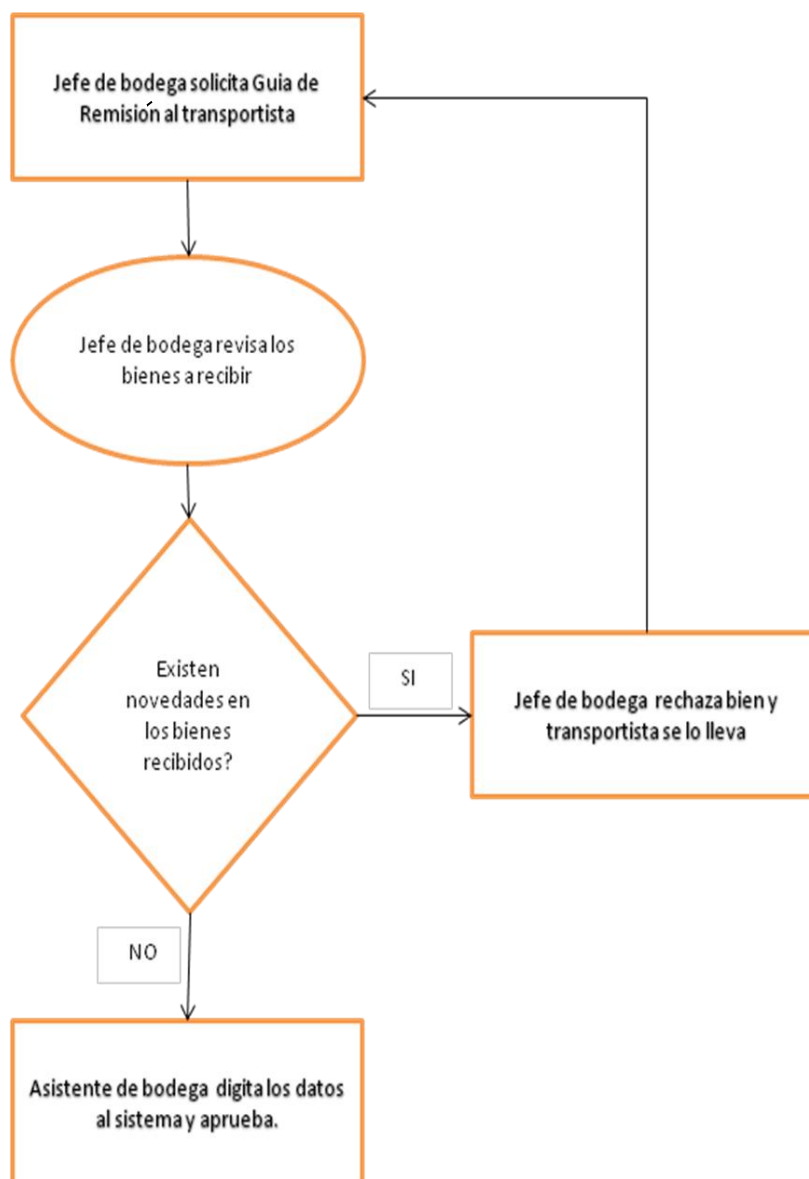 Jefe de bodega solicita Guia de
Remisión al transportista
Jefe de bodega revisa los
bienes a recibir
Existen
novedades en
los bienes
recibidos?
SI
Jefe de bodega rechaza bien y
transportista se lo lleva
NO
Asistente de bodega digita los datos
al sistema y aprueba.